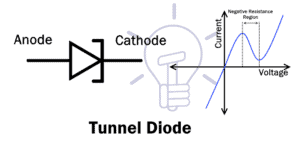 Negative Resistance
Region
Anode
Cathode
Current
Voltage
Tunnel Diode